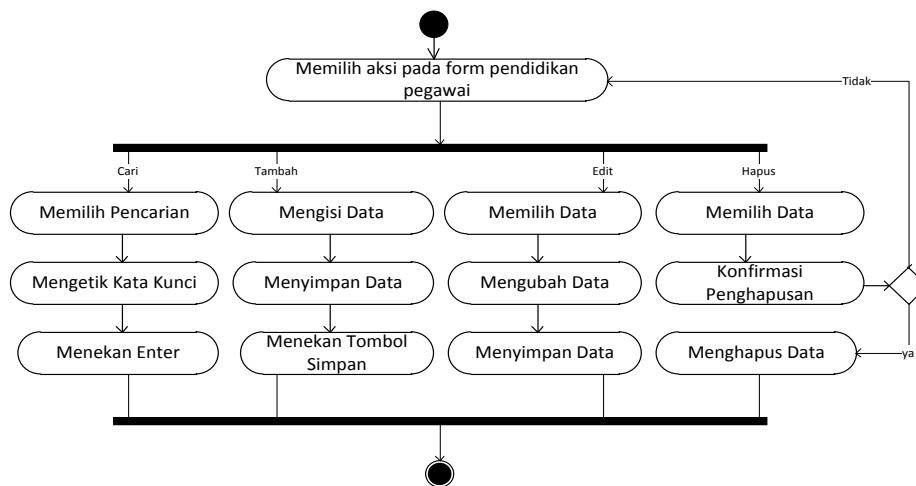 Memilih aksi pada form pendidikan
pegawai
Tidak
Cari
Tambah
Edit
Hapus
Memilih Pencarian
Mengisi Data
Memilih Data
Memilih Data
Mengetik Kata Kunci
Menyimpan Data
Mengubah Data
Konfirmasi
Penghapusan
Menekan Enter
Menekan Tombol
Simpan
Menyimpan Data
Menghapus Data
ya